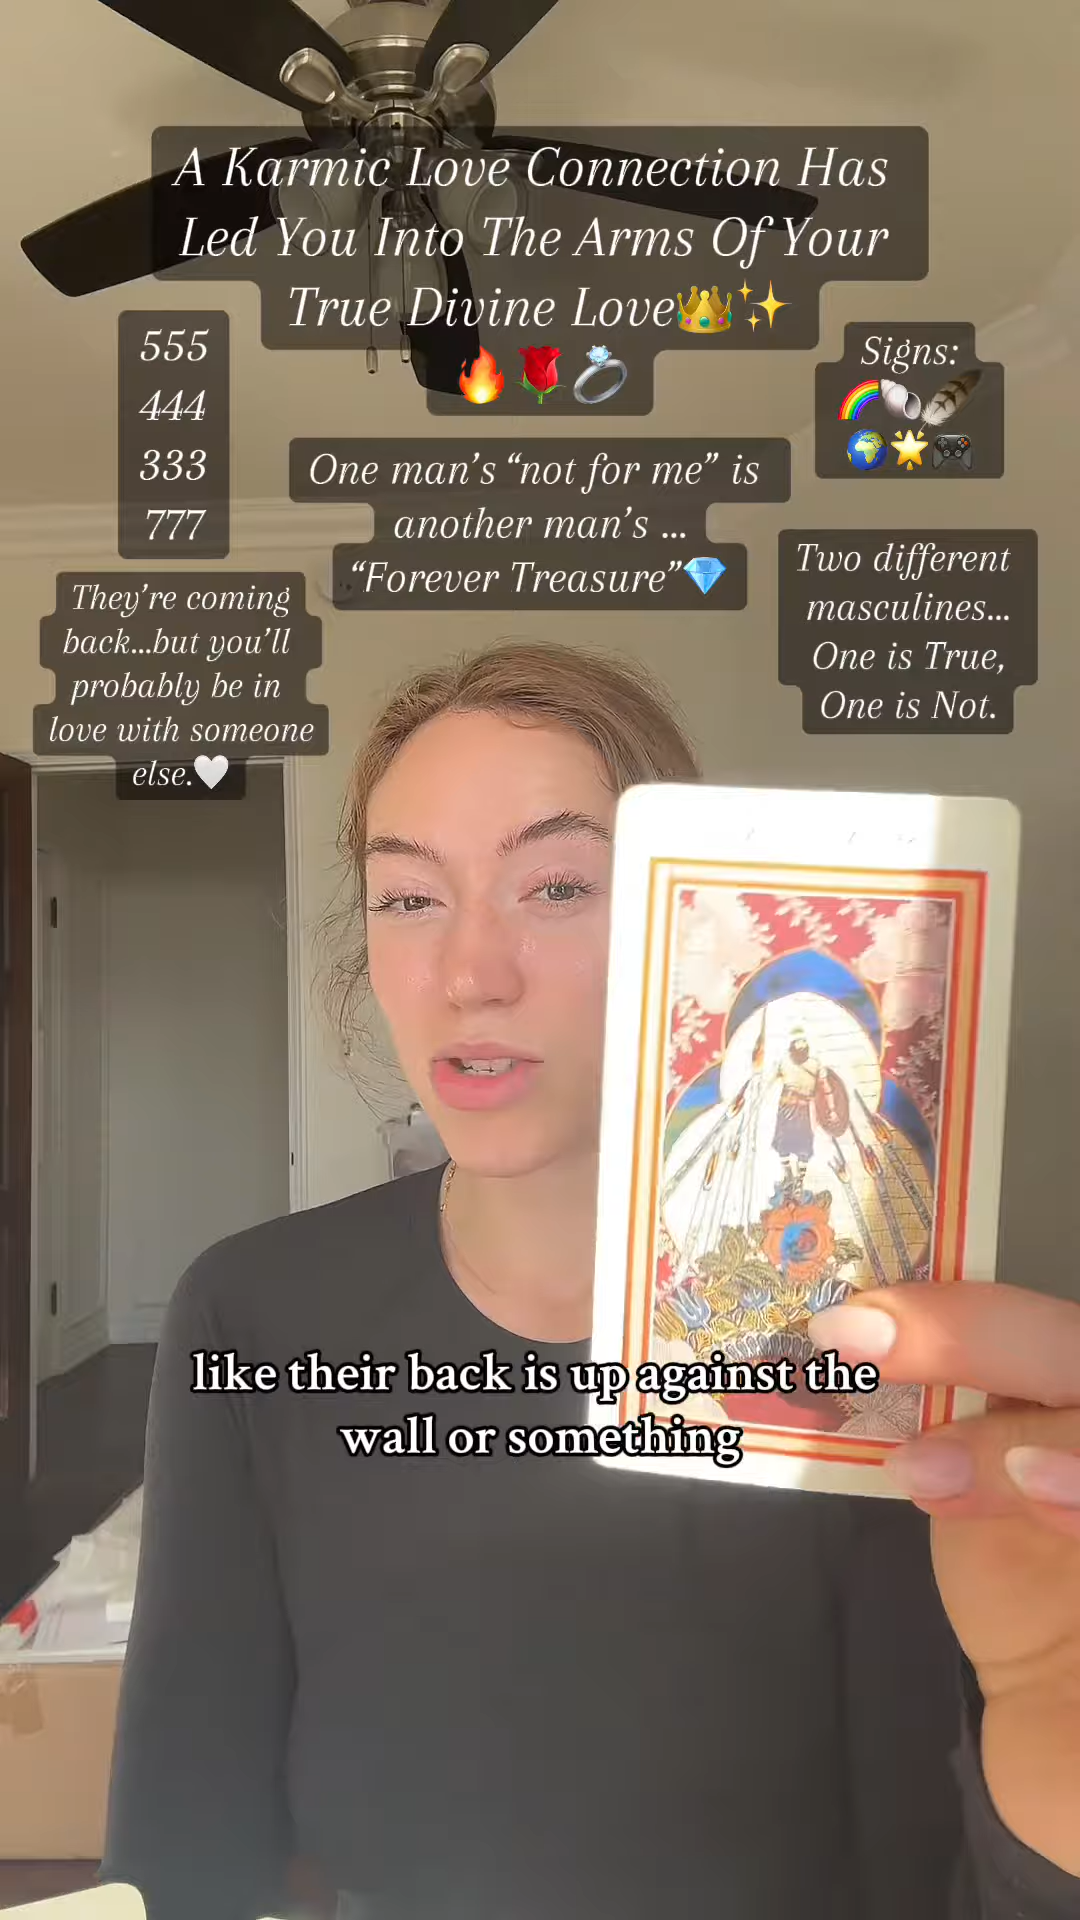 A Karmic Love Connection Has
Led You Into The Arms Of Your
True Divine Love👑✨
🔥🌹💍
555
444
333
777
Signs:
🌈🐚🪶
🌍🌟🎮
One man's “not for me” is
another man's ...
“Forever Treasure”💎
Two different
masculines...
One is True,
One is Not.
They're coming
back...but you'll
probably be in
love with someone
else.🤍
like their back is up against the
wall or something